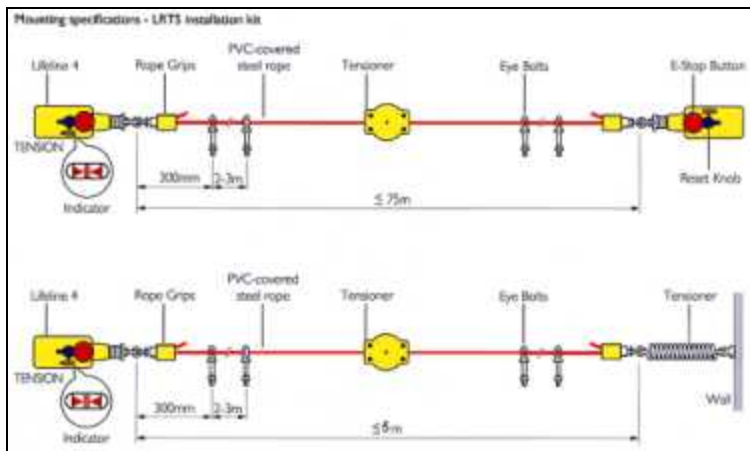 Mounting specifications - LRTS installation kit
Lifeline 4
Rope Grips
PVC-covered
steel rope
Tensioner
Eye Bolts
E-Stop Button
TENSION
Indicator
300mm
2-3m
Reset Knob
≤ 75m
Lifeline 4
Rope Grips
PVC-covered
steel rope
Tensioner
Eye Bolts
Tensioner
TENSION
Indicator
300mm
2-3m
Wall